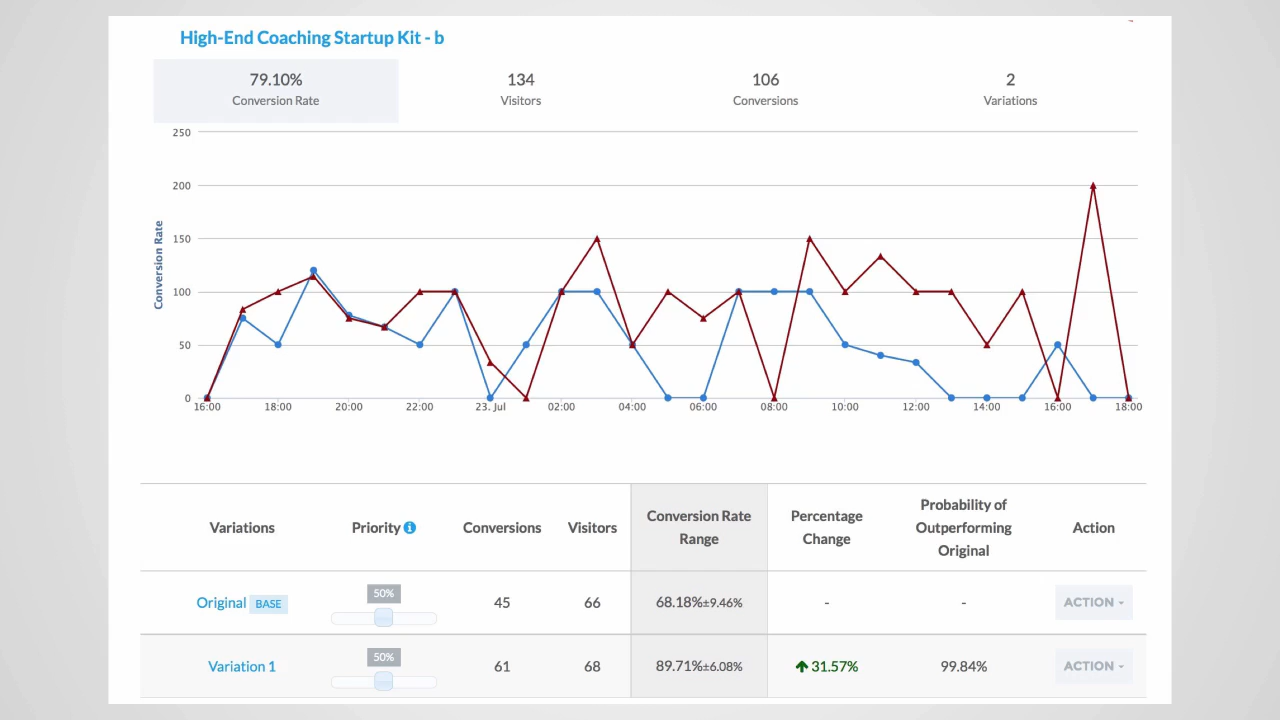 High-End Coaching Startup Kit - b
79.10%
Conversion Rate
134
Visitors
106
Conversions
2
Variations
Conversion Rate
250
200
150
100
50
0
16:00 18:00 20:00 22:00 23. Jul 02:00 04:00 06:00 08:00 10:00 12:00 14:00 16:00 18:00
Variations Priority Conversions Visitors Conversion Rate Range Percentage Change Probability of Outperforming Original Action
50%
Original BASE 45 66 68.18%±9.46% - - ACTION
50%
Variation 1 61 68 89.71%±6.08% 31.57% 99.84% ACTION